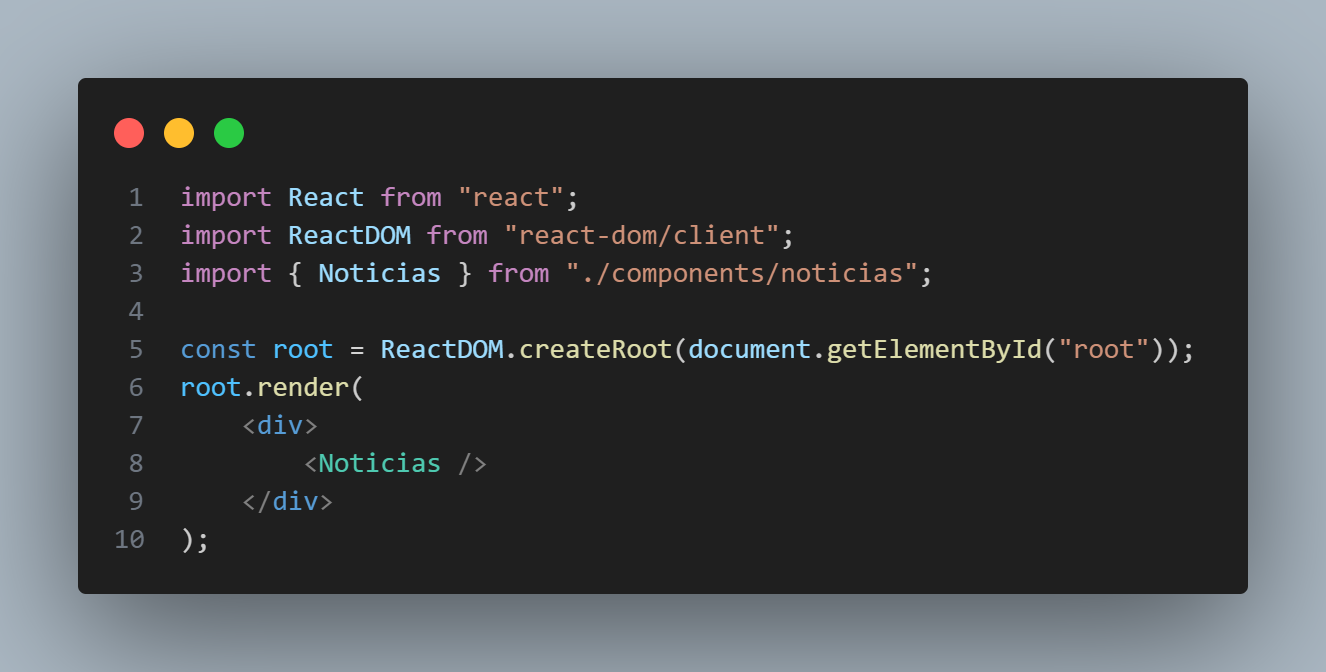 1 import React from "react";
2 import ReactDOM from "react-dom/client";
3 import { Noticias } from "./components/noticias";
4
5 const root = ReactDOM.createRoot(document.getElementById("root"));
6 root.render(
7     <div>
8         <Noticias />
9     </div>
10 );